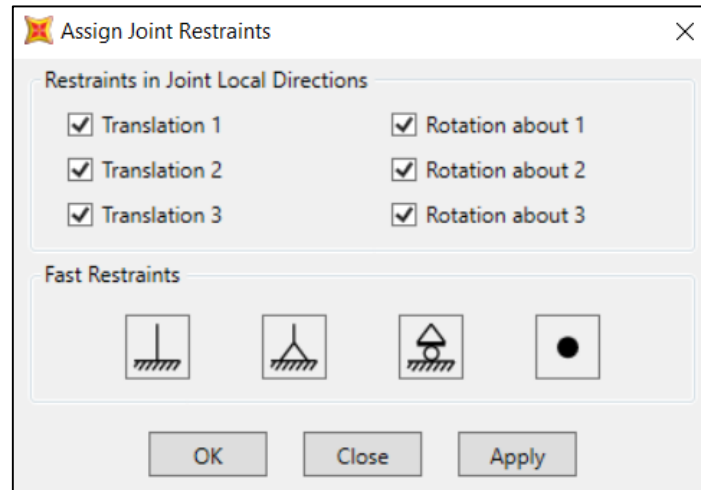 Assign Joint Restraints
Restraints in Joint Local Directions
Translation 1 Rotation about 1
Translation 2 Rotation about 2
Translation 3 Rotation about 3
Fast Restraints
OK Close Apply